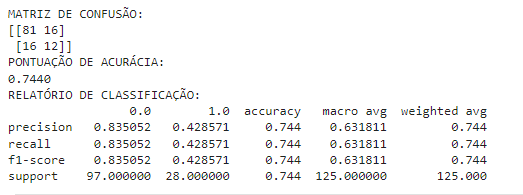 MATRIZ DE CONFUSÃO:
[[81 16]
[16 12]]
PONTUAÇÃO DE ACURÁCIA:
0.7440
RELATÓRIO DE CLASSIFICAÇÃO:
0.0 1.0 accuracy macro avg weighted avg
precision 0.835052 0.428571 0.744 0.631811 0.744
recall 0.835052 0.428571 0.744 0.631811 0.744
f1-score 0.835052 0.428571 0.744 0.631811 0.744
support 97.000000 28.000000 0.744 125.000000 125.000